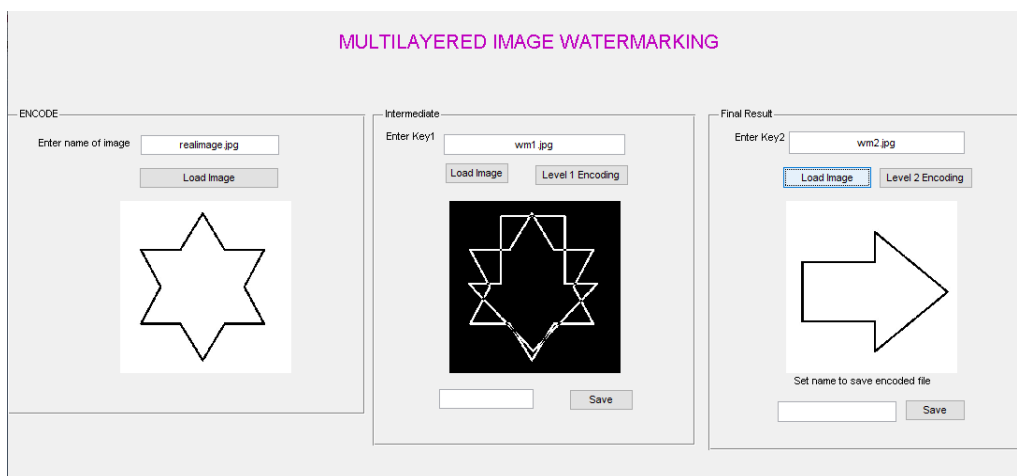 MULTILAYERED IMAGE WATERMARKING
ENCODE
Enter name of image
realimage.jpg
Load Image
Intermediate
Enter Key1
wm1.jpg
Load Image
Level 1 Encoding
Save
Final Result
Enter Key2
wm2.jpg
Load Image
Level 2 Encoding
Set name to save encoded file
Save